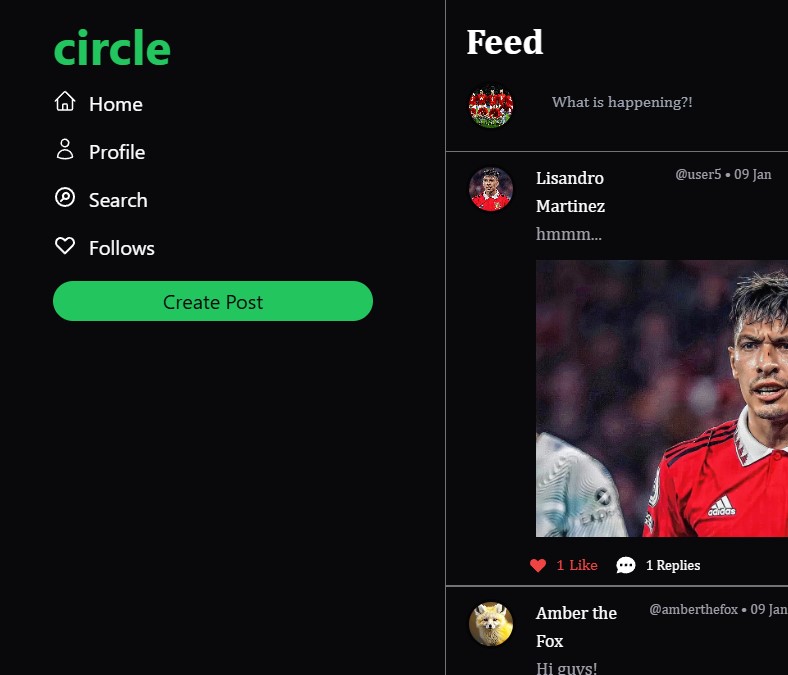 circle
Home
Profile
Search
Follows
Create Post
Feed
What is happening?!
Lisandro
Martinez
@user5 • 09 Jan
hmmm...
adidas
1 Like
1 Replies
Amber the
Fox
@amberthefox • 09 Jan
Hi guys!